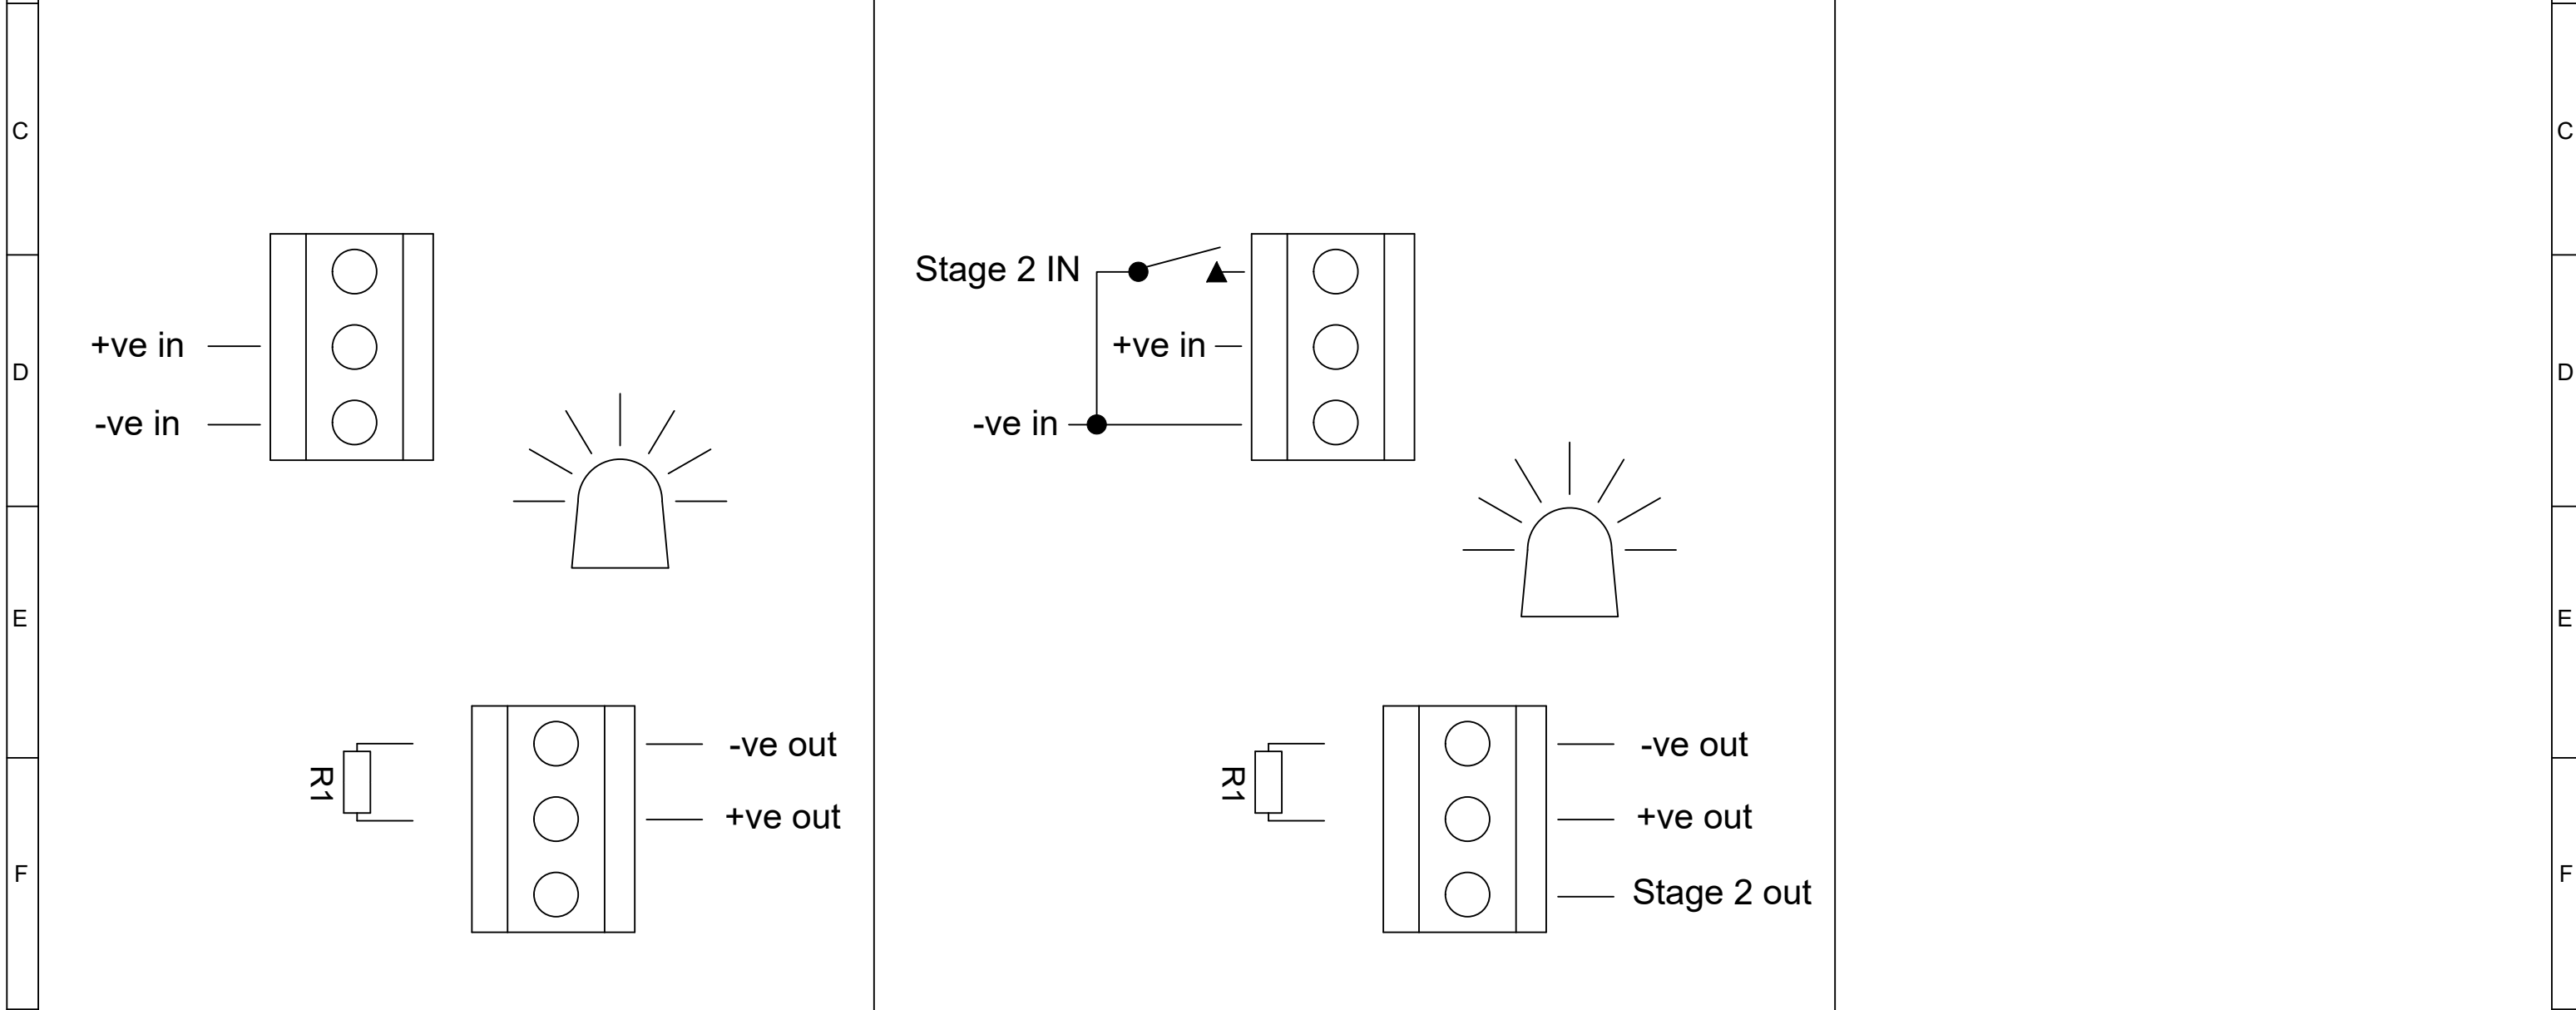 C
C
Stage 2 IN
+ve in
+ve in
D
D
-ve in
-ve in
E
E
-ve out
-ve out
R1
R1
+ve out
+ve out
F
F
Stage 2 out